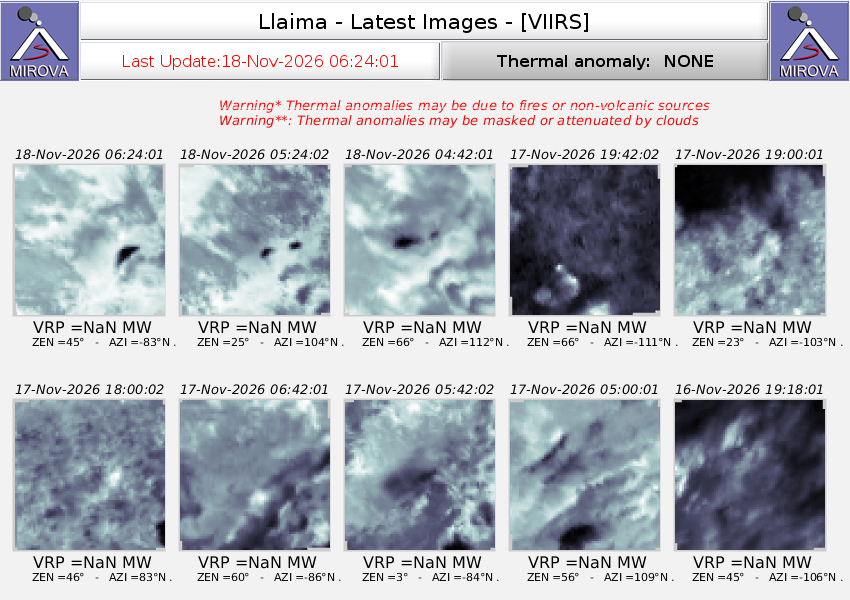 Llaima - Latest Images - [VIIRS]
MIROVA
Last Update:18-Nov-2026 06:24:01
Thermal anomaly: NONE
MIROVA
Warning* Thermal anomalies may be due to fires or non-volcanic sources
Warning**: Thermal anomalies may be masked or attenuated by clouds
18-Nov-2026 06:24:01 18-Nov-2026 05:24:02 18-Nov-2026 04:42:01 17-Nov-2026 19:42:02 17-Nov-2026 19:00:01
VRP =NaN MW VRP =NaN MW VRP =NaN MW VRP =NaN MW VRP =NaN MW
ZEN =45° - AZI =-83°N . ZEN =25° - AZI =104°N . ZEN =66° - AZI =112°N . ZEN =66° - AZI =-111°N . ZEN =23° - AZI =-103°N .
17-Nov-2026 18:00:02 17-Nov-2026 06:42:01 17-Nov-2026 05:42:02 17-Nov-2026 05:00:01 16-Nov-2026 19:18:01
VRP =NaN MW VRP =NaN MW VRP =NaN MW VRP =NaN MW VRP =NaN MW
ZEN =46° - AZI =83°N . ZEN =60° - AZI =-86°N . ZEN =3° - AZI =-84°N . ZEN =56° - AZI =109°N . ZEN =45° - AZI =-106°N .